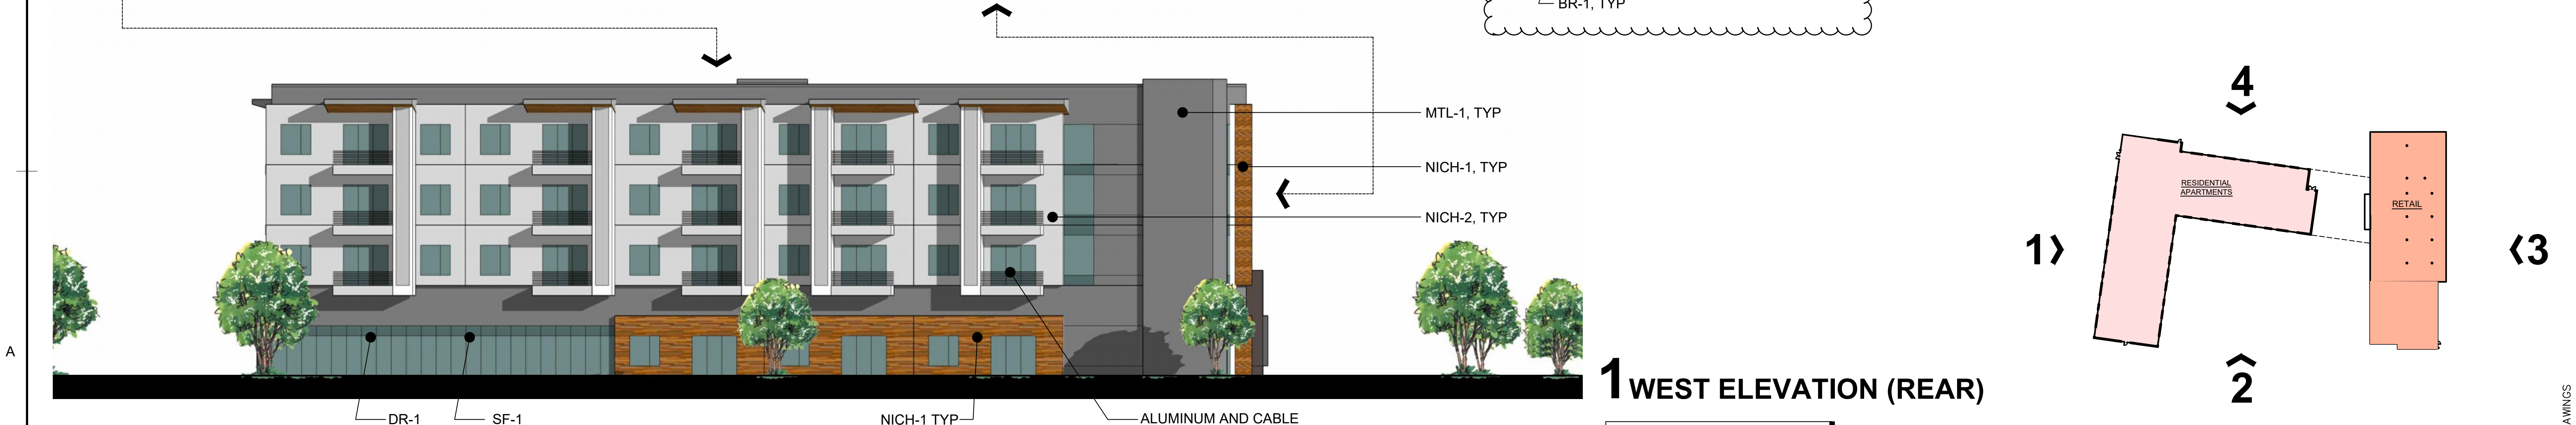 BR-1, TYP
4
MTL-1, TYP
NICH-1, TYP
NICH-2, TYP
RESIDENTIAL
APARTMENTS
RETAIL
1
3
A
1 WEST ELEVATION (REAR)
2
DR-1
SF-1
NICH-1 TYP
ALUMINUM AND CABLE
AWINGS